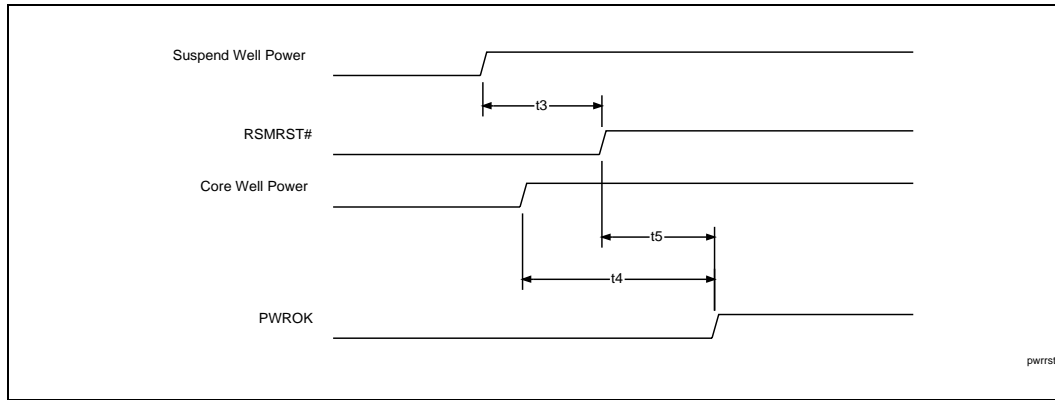 Suspend Well Power
t3
RSMRST#
Core Well Power
t5
t4
PWROK
pwrrst